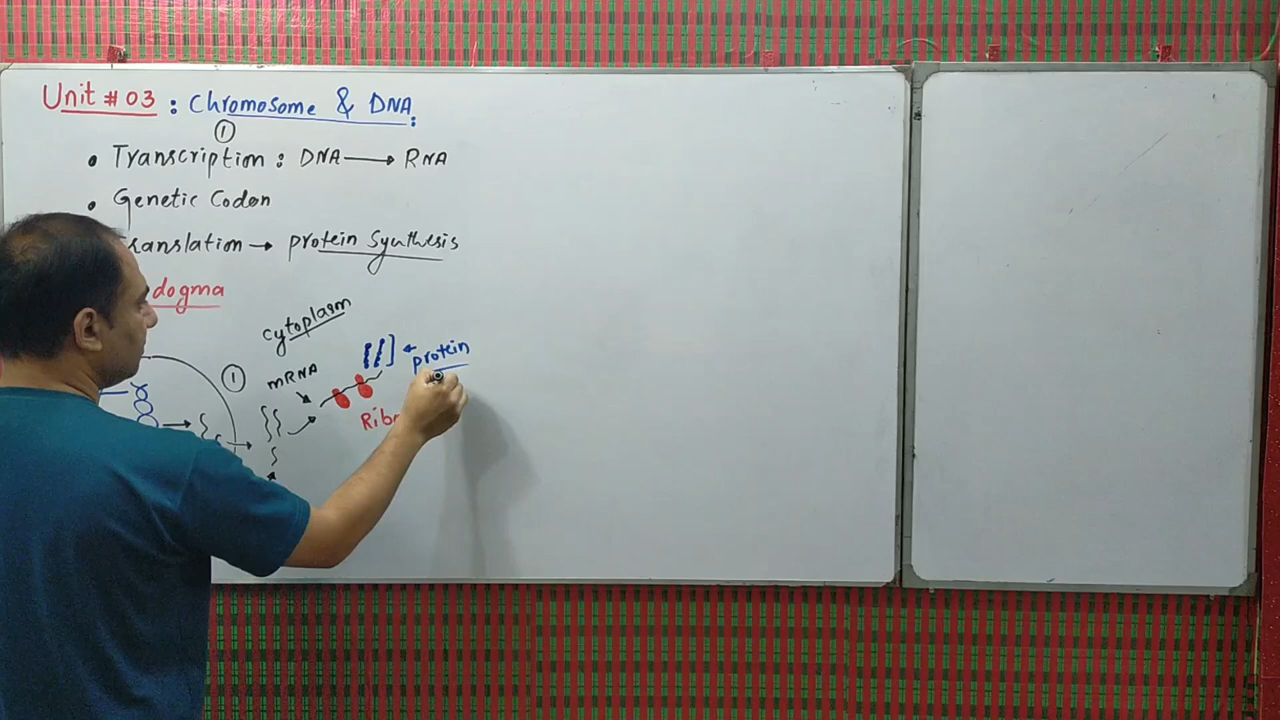 Unit # 03 : Chromosome & DNA:
①
• Transcription : DNA → RNA
• Genetic Codon
ranslation → protein Synthesis
dogma
cytoplasm
① mRNA
protein
Rib